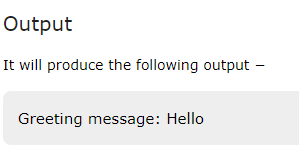 Output
It will produce the following output −
Greeting message: Hello